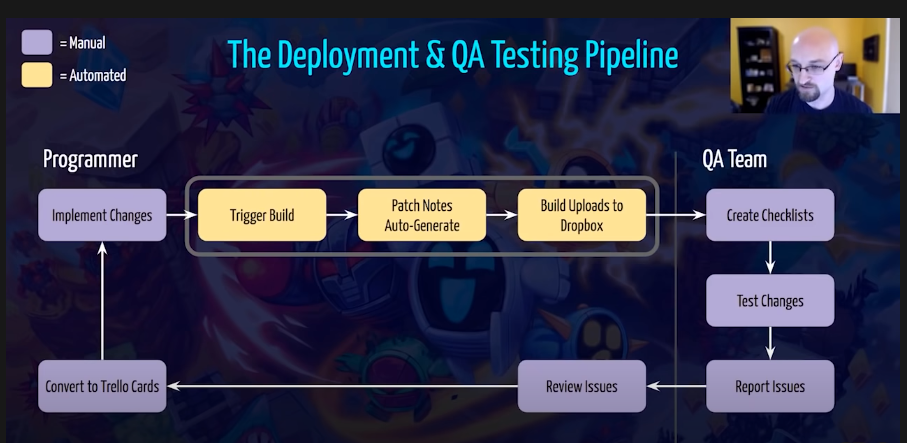 = Manual
= Automated
The Deployment & QA Testing Pipeline
Programmer
QA Team
Implement Changes
Trigger Build
Patch Notes
Auto-Generate
Build Uploads to
Dropbox
Create Checklists
Test Changes
Convert to Trello Cards
Review Issues
Report Issues